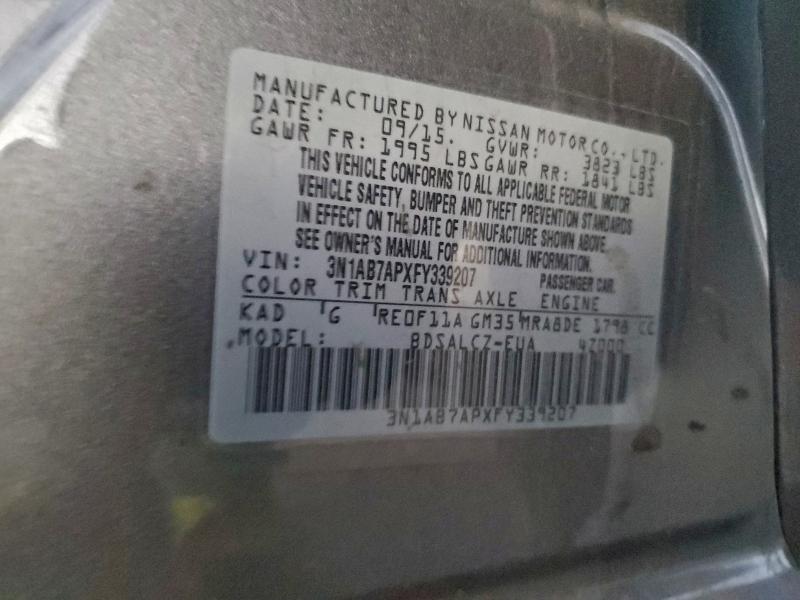 MANUFACTURED BY NISSAN MOTOR CO., LTD.
DATE: 09/15. GVWR: 3823 LBS
GAWR FR: 1995 LBS GAWR RR: 1841 LBS
THIS VEHICLE CONFORMS TO ALL APPLICABLE FEDERAL MOTOR
VEHICLE SAFETY, BUMPER AND THEFT PREVENTION STANDARDS
IN EFFECT ON THE DATE OF MANUFACTURE SHOWN ABOVE.
SEE OWNER'S MANUAL FOR ADDITIONAL INFORMATION.
VIN: 3N1AB7APXFY339207 PASSENGER CAR.
COLOR TRIM TRANS AXLE ENGINE
KAD G RE0F11A GM35 MRA8DE 1798 CC
MODEL: BDSALCZ-EUA 4Z000
3N1AB7APXFY339207